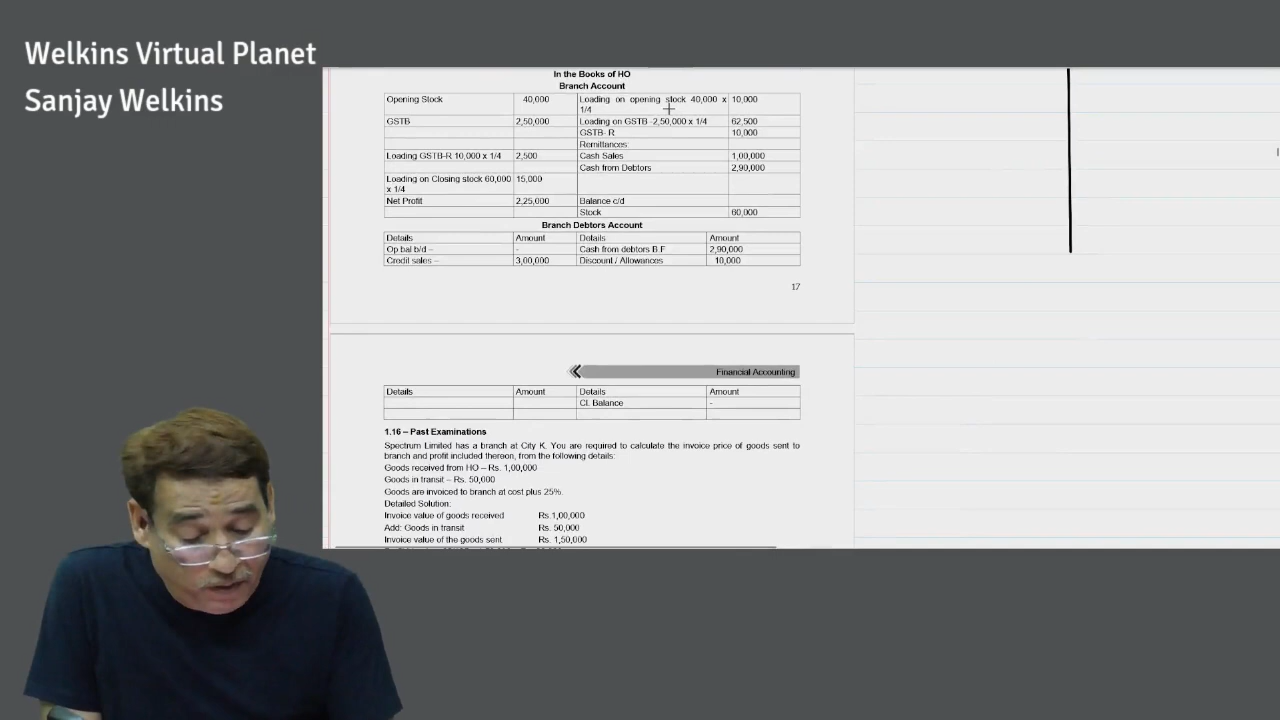 Welkins Virtual Planet
Sanjay Welkins
In the Books of HO
Branch Account
Opening Stock 40,000 Loading on opening stock 40,000 x 10,000
1/4
GSTB 2,50,000 Loading on GSTB -2,50,000 x 1/4 62,500
GSTB- R 10,000
Remittances:
Loading GSTB-R 10,000 x 1/4 2,500 Cash Sales 1,00,000
Cash from Debtors 2,90,000
Loading on Closing stock 60,000 15,000
x 1/4
Net Profit 2,25,000 Balance c/d
Stock 60,000
Branch Debtors Account
Details Amount Details Amount
Op bal b/d – - Cash from debtors B.F 2,90,000
Credit sales – 3,00,000 Discount / Allowances 10,000
17
Financial Accounting
Details Amount Details Amount
Cl. Balance -
1.16 – Past Examinations
Spectrum Limited has a branch at City K. You are required to calculate the invoice price of goods sent to
branch and profit included thereon, from the following details:
Goods received from HO – Rs. 1,00,000
Goods in transit – Rs. 50,000
Goods are invoiced to branch at cost plus 25%.
Detailed Solution:
Invoice value of goods received Rs.1,00,000
Add: Goods in transit Rs. 50,000
Invoice value of the goods sent Rs. 1,50,000